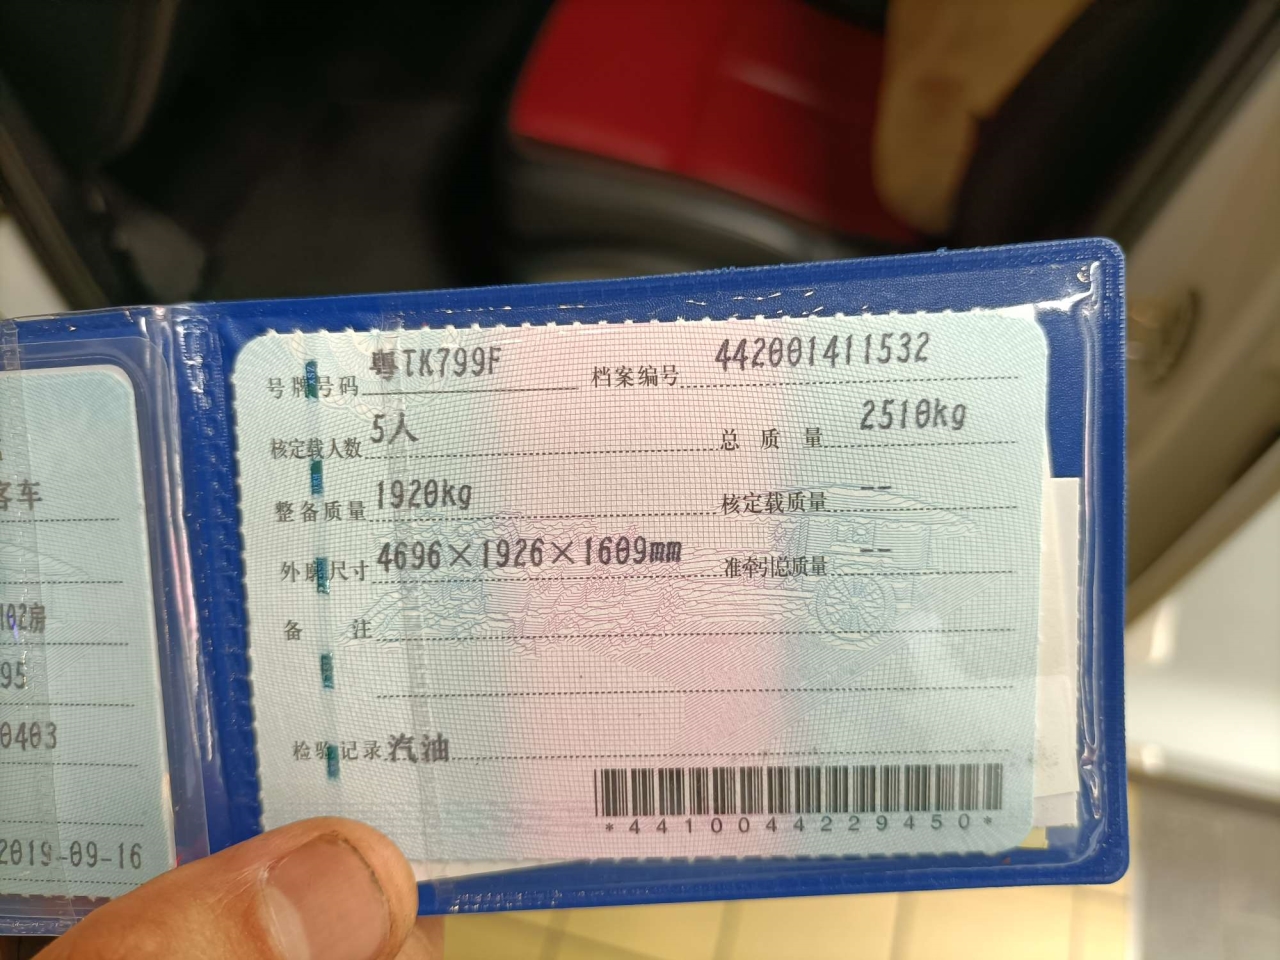 客车
102房
95
0403
2019-09-16
号牌号码 粤TK799F 档案编号 442001411532
核定载人数 5人 总质量 2510kg
整备质量 1920kg 核定载质量 --
外廓尺寸 4696×1926×1609mm 准牵引总质量 --
备注
检验记录 汽油
*4410044229450*